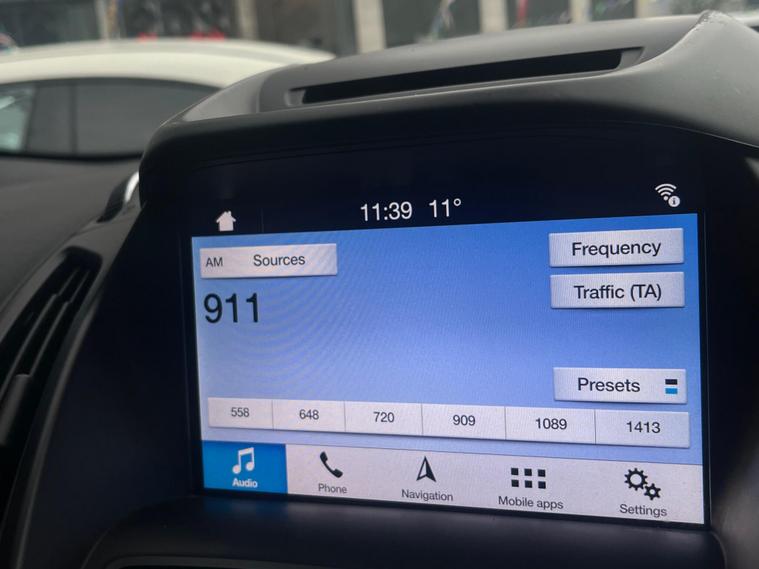 11:39 11°
AM Sources
Frequency
911
Traffic (TA)
Presets
558 648 720 909 1089 1413
Audio Phone Navigation Mobile apps Settings